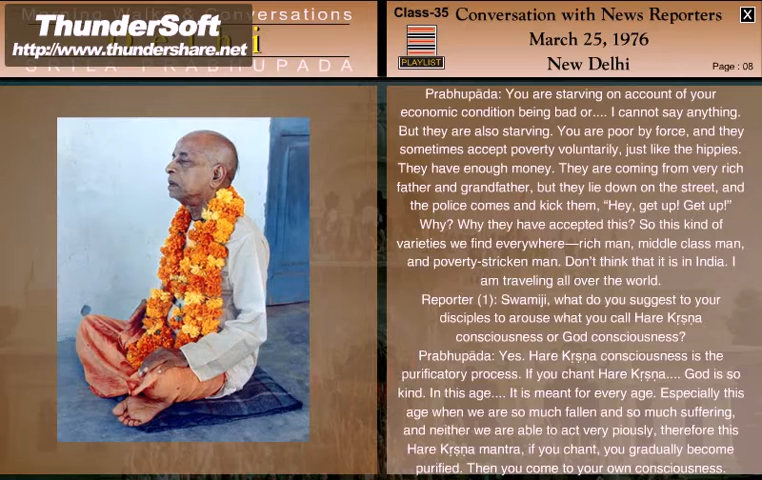 Morning Walks & Conversations
ThunderSoft
http://www.thundershare.net
SRILA PRABHUPADA
Class-35
PLAYLIST
Conversation with News Reporters
March 25, 1976
New Delhi
X
Page : 08
Prabhupāda: You are starving on account of your
economic condition being bad or.... I cannot say anything.
But they are also starving. You are poor by force, and they
sometimes accept poverty voluntarily, just like the hippies.
They have enough money. They are coming from very rich
father and grandfather, but they lie down on the street, and
the police comes and kick them, “Hey, get up! Get up!”
Why? Why they have accepted this? So this kind of
varieties we find everywhere—rich man, middle class man,
and poverty-stricken man. Don’t think that it is in India. I
am traveling all over the world.
Reporter (1): Swamiji, what do you suggest to your
disciples to arouse what you call Hare Kṛṣṇa
consciousness or God consciousness?
Prabhupāda: Yes. Hare Kṛṣṇa consciousness is the
purificatory process. If you chant Hare Kṛṣṇa.... God is so
kind. In this age.... It is meant for every age. Especially this
age when we are so much fallen and so much suffering,
and neither we are able to act very piously, therefore this
Hare Kṛṣṇa mantra, if you chant, you gradually become
purified. Then you come to your own consciousness.